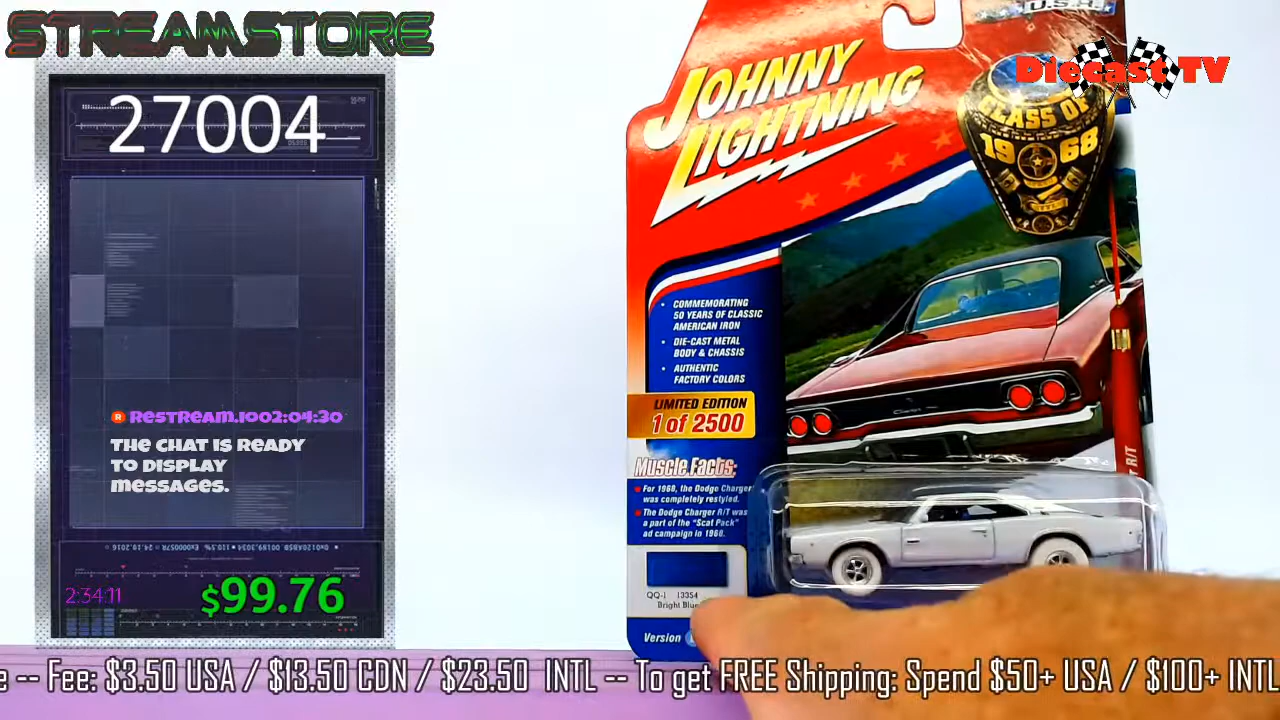 STREAMSTORE
27004
Restream.io 02:04:30
The chat is ready
to display
messages.
2:34:11
$99.76
U.S.A.
Diecast TV
JOHNNY
LIGHTNING
CLASS OF
1968
COMMEMORATING
50 YEARS OF CLASSIC
AMERICAN IRON
DIE-CAST METAL
BODY & CHASSIS
AUTHENTIC
FACTORY COLORS
LIMITED EDITION
1 of 2500
Muscle Facts:
For 1968, the Dodge Charger
was completely restyled.
The Dodge Charger R/T was
a part of the "Scat Pack"
ad campaign in 1968.
R/T
QQ-1 13354
Bright Blue
Version
e -- Fee: $3.50 USA / $13.50 CDN / $23.50 INTL -- To get FREE Shipping: Spend $50+ USA / $100+ INTL